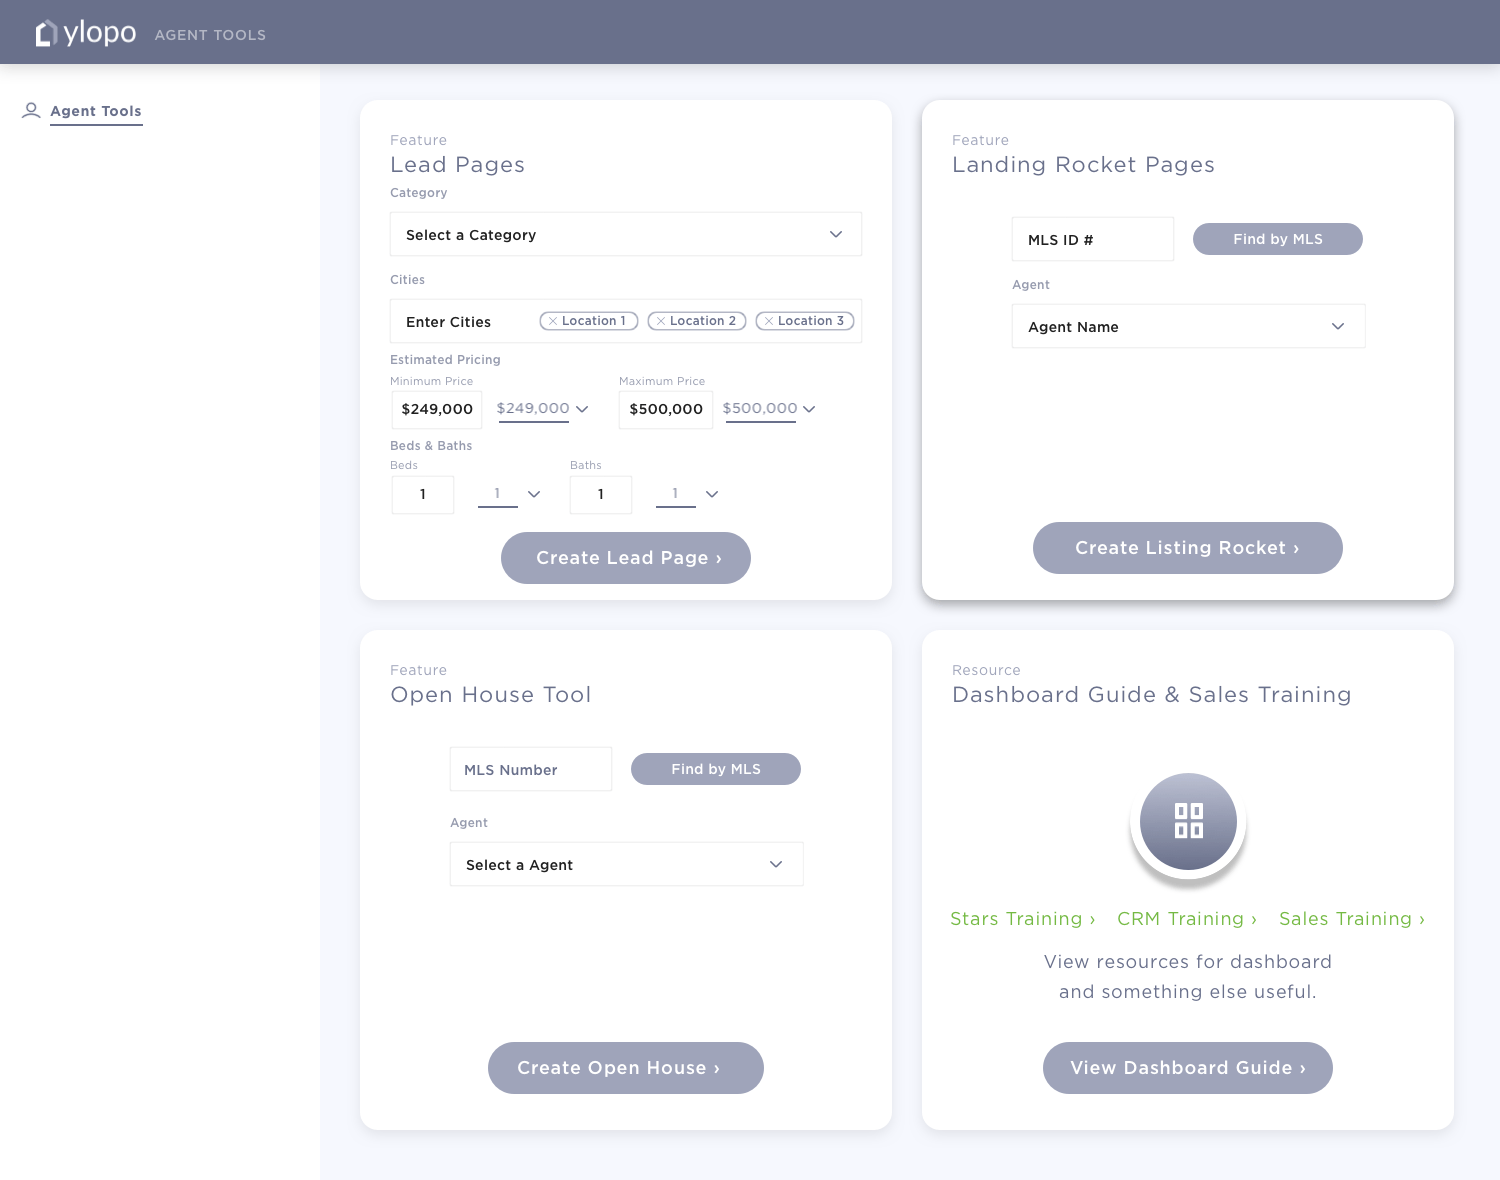 ylopo AGENT TOOLS
Agent Tools
Feature
Lead Pages
Category
Select a Category
Cities
Enter Cities Location 1 Location 2 Location 3
Estimated Pricing
Minimum Price Maximum Price
$249,000 $249,000 $500,000 $500,000
Beds & Baths
Beds Baths
1 1 1 1
Create Lead Page ›
Feature
Landing Rocket Pages
MLS ID # Find by MLS
Agent
Agent Name
Create Listing Rocket ›
Feature
Open House Tool
MLS Number Find by MLS
Agent
Select a Agent
Create Open House ›
Resource
Dashboard Guide & Sales Training
Stars Training › CRM Training › Sales Training ›
View resources for dashboard
and something else useful.
View Dashboard Guide ›